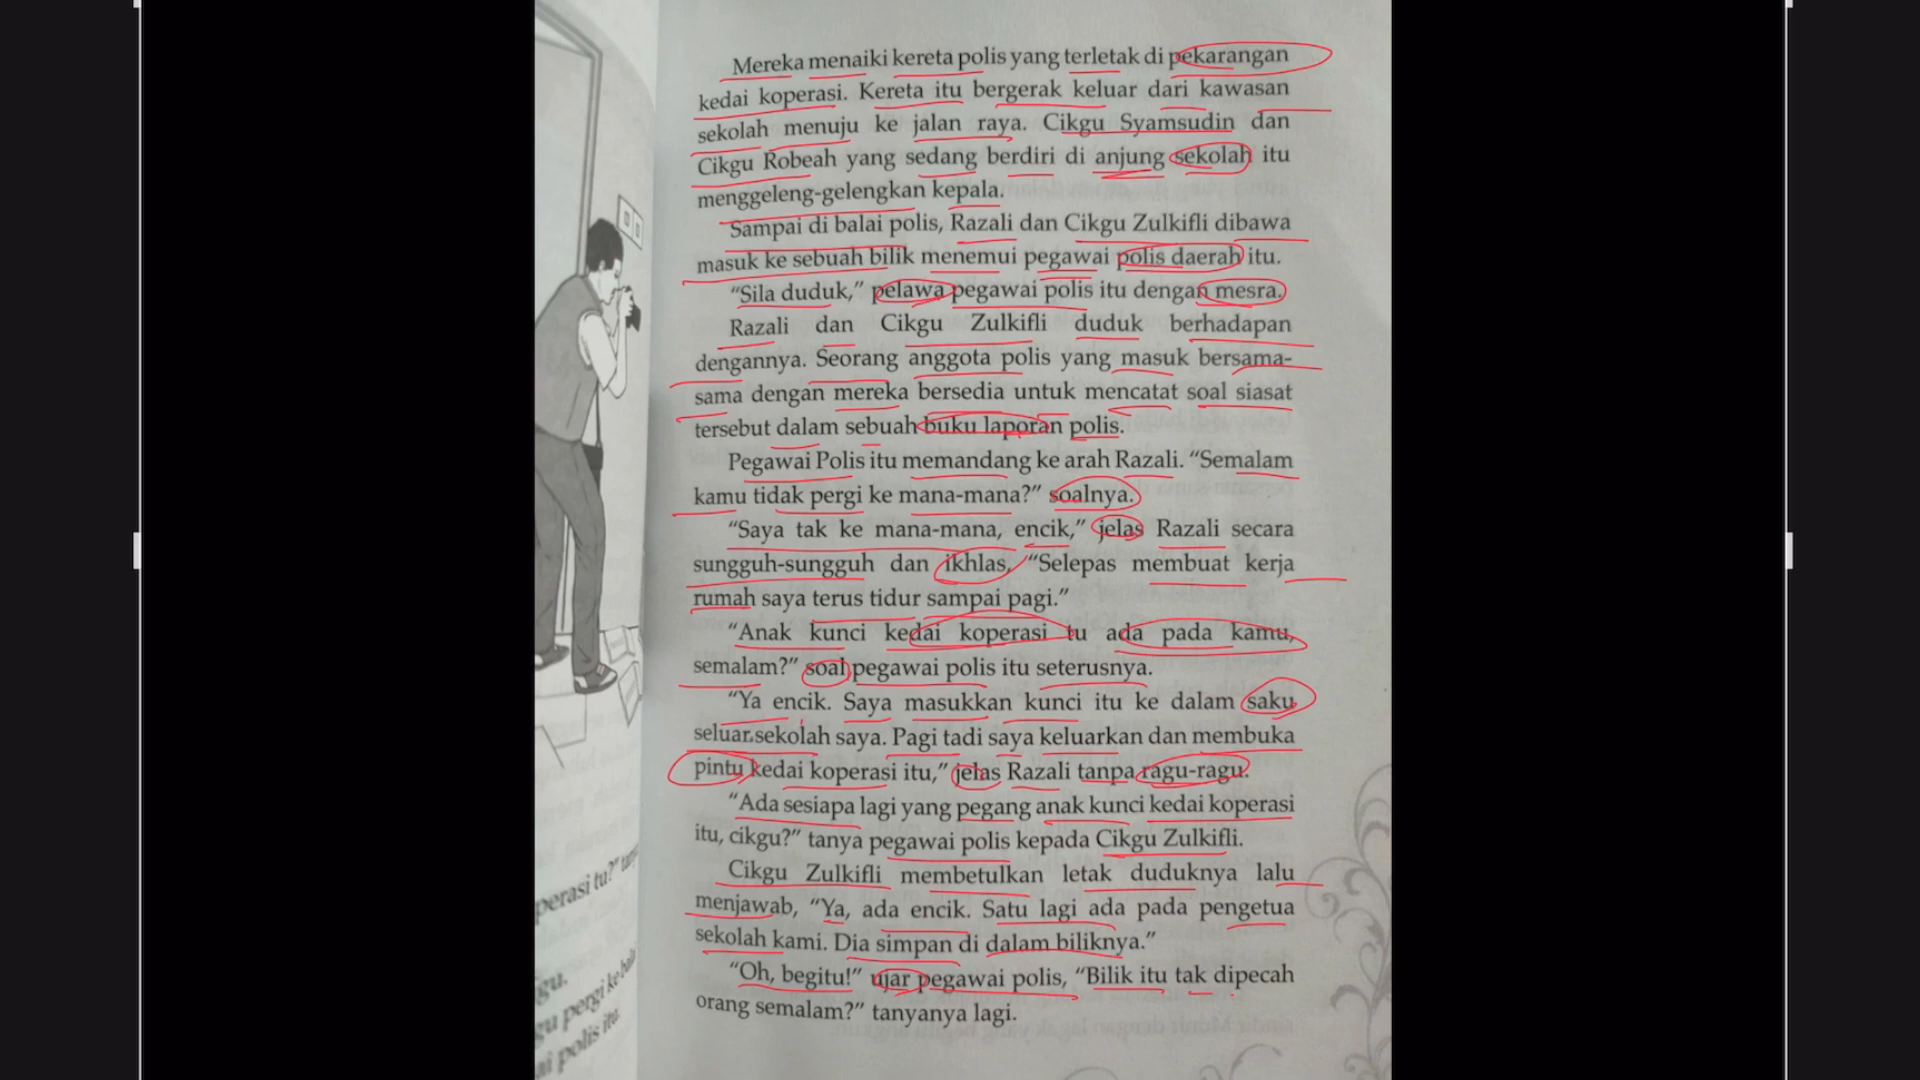 Mereka menaiki kereta polis yang terletak di pekarangan
kedai koperasi. Kereta itu bergerak keluar dari kawasan
sekolah menuju ke jalan raya. Cikgu Syamsudin dan
Cikgu Robeah yang sedang berdiri di anjung sekolah itu
menggeleng-gelengkan kepala.
Sampai di balai polis, Razali dan Cikgu Zulkifli dibawa
masuk ke sebuah bilik menemui pegawai polis daerah itu.
“Sila duduk,” pelawa pegawai polis itu dengan mesra.
Razali dan Cikgu Zulkifli duduk berhadapan
dengannya. Seorang anggota polis yang masuk bersama-
sama dengan mereka bersedia untuk mencatat soal siasat
tersebut dalam sebuah buku laporan polis.
Pegawai Polis itu memandang ke arah Razali. “Semalam
kamu tidak pergi ke mana-mana?” soalnya.
“Saya tak ke mana-mana, encik,” jelas Razali secara
sungguh-sungguh dan ikhlas, “Selepas membuat kerja
rumah saya terus tidur sampai pagi.”
“Anak kunci kedai koperasi tu ada pada kamu,
semalam?” soal pegawai polis itu seterusnya.
“Ya encik. Saya masukkan kunci itu ke dalam saku
seluar sekolah saya. Pagi tadi saya keluarkan dan membuka
pintu kedai koperasi itu,” jelas Razali tanpa ragu-ragu.
“Ada sesiapa lagi yang pegang anak kunci kedai koperasi
itu, cikgu?” tanya pegawai polis kepada Cikgu Zulkifli.
Cikgu Zulkifli membetulkan letak duduknya lalu
menjawab, “Ya, ada encik. Satu lagi ada pada pengetua
sekolah kami. Dia simpan di dalam biliknya.”
“Oh, begitu!” ujar pegawai polis, “Bilik itu tak dipecah
orang semalam?” tanyanya lagi.
perasi tu?”
gu.
gu pergi ke
ai polis itu.